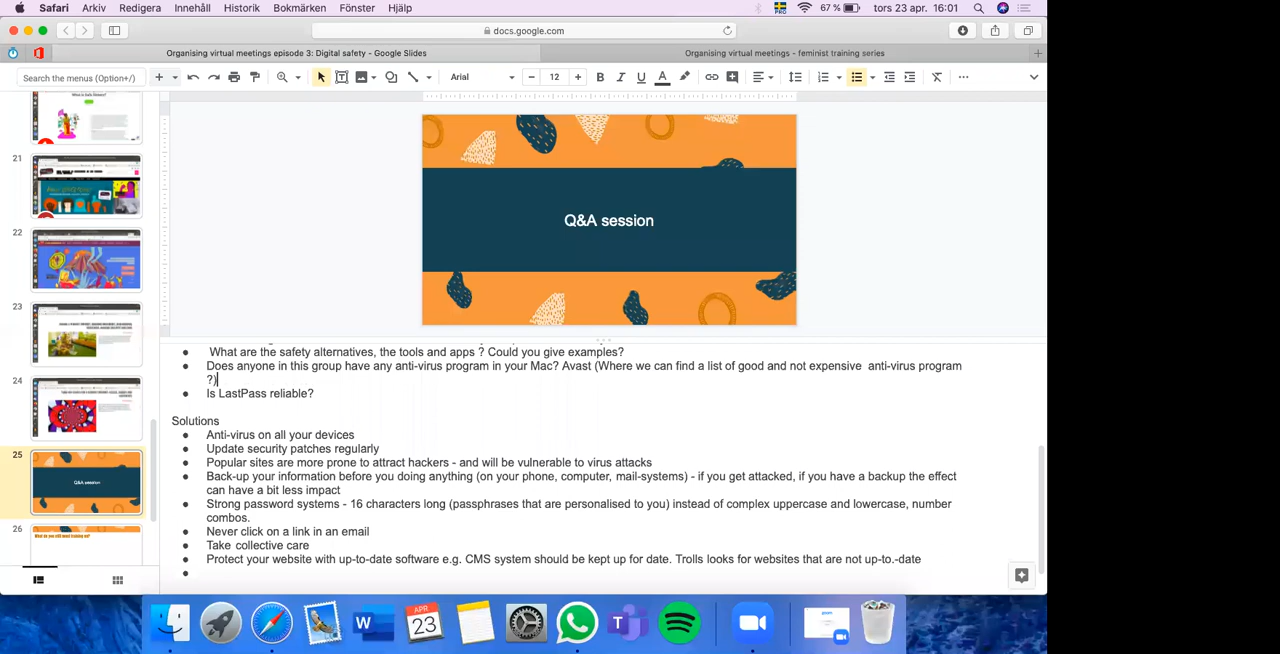 Safari Arkiv Redigera Innehåll Historik Bokmärken Fönster Hjälp 67 % tors 23 apr. 16:01
docs.google.com
Organising virtual meetings episode 3: Digital safety - Google Slides Organising virtual meetings - feminist training series
Search the menus (Option+/) Arial 12 B I U A
21
22
23
24
25
26
Q&A session
Q&A session
What are the safety alternatives, the tools and apps ? Could you give examples?
Does anyone in this group have any anti-virus program in your Mac? Avast (Where we can find a list of good and not expensive anti-virus program
?)
Is LastPass reliable?
Solutions
Anti-virus on all your devices
Update security patches regularly
Popular sites are more prone to attract hackers - and will be vulnerable to virus attacks
Back-up your information before you doing anything (on your phone, computer, mail-systems) - if you get attacked, if you have a backup the effect
can have a bit less impact
Strong password systems - 16 characters long (passphrases that are personalised to you) instead of complex uppercase and lowercase, number
combos.
Never click on a link in an email
Take collective care
Protect your website with up-to-date software e.g. CMS system should be kept up for date. Trolls looks for websites that are not up-to.-date
APR
23
W
T